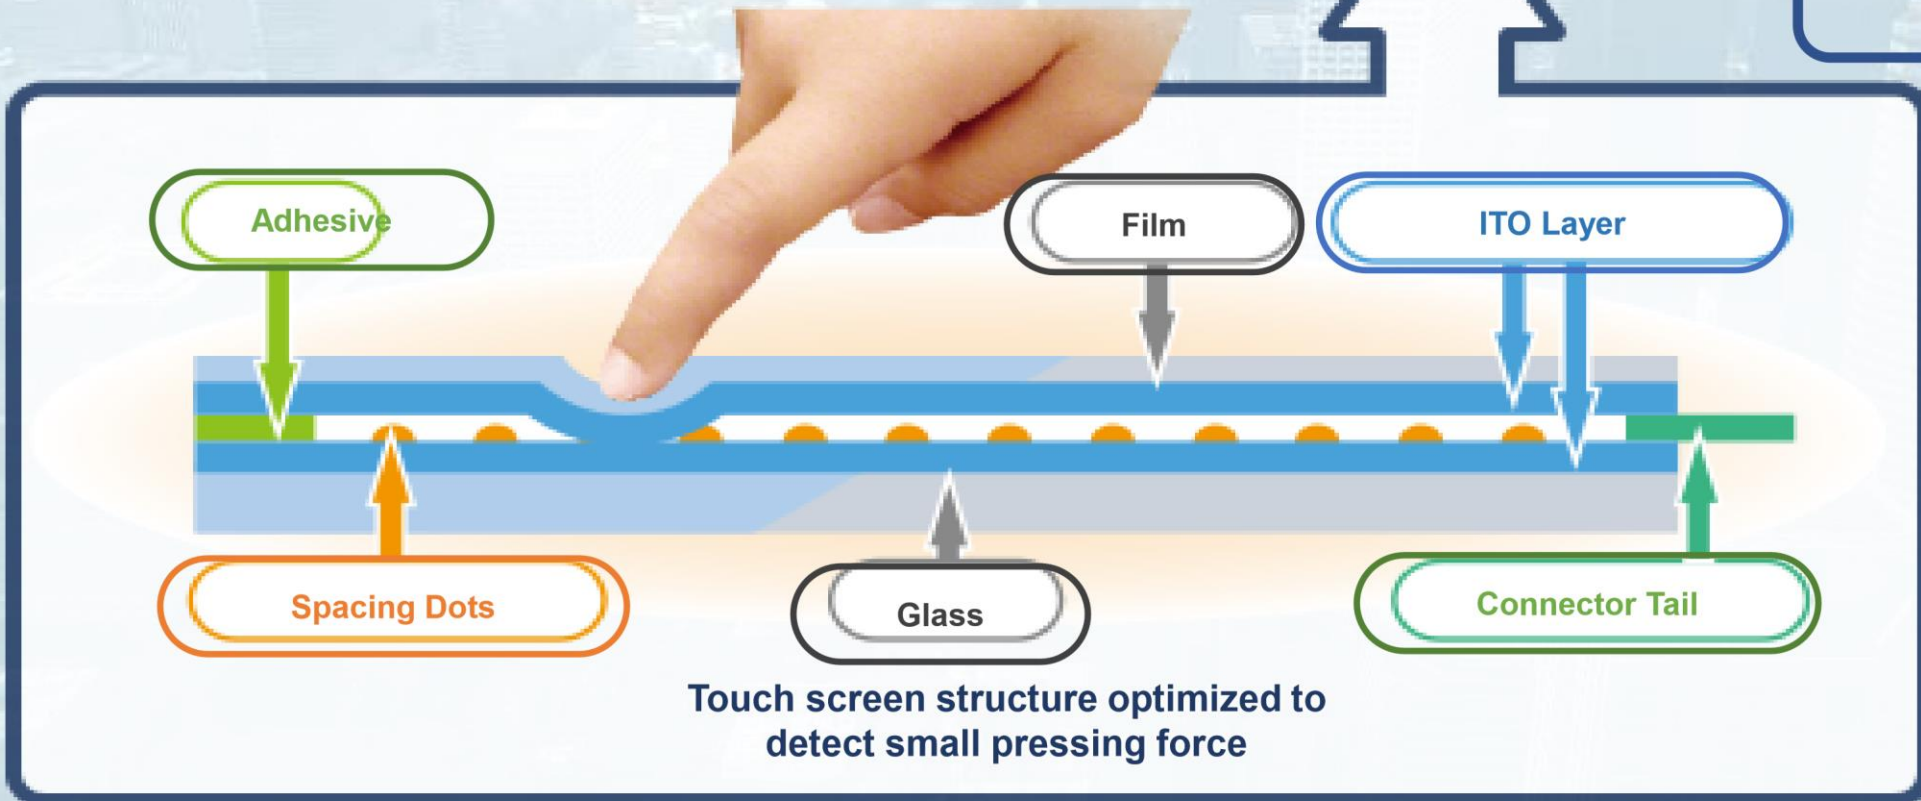 Adhesive
Film
ITO Layer
Spacing Dots
Glass
Connector Tail
Touch screen structure optimized to
detect small pressing force